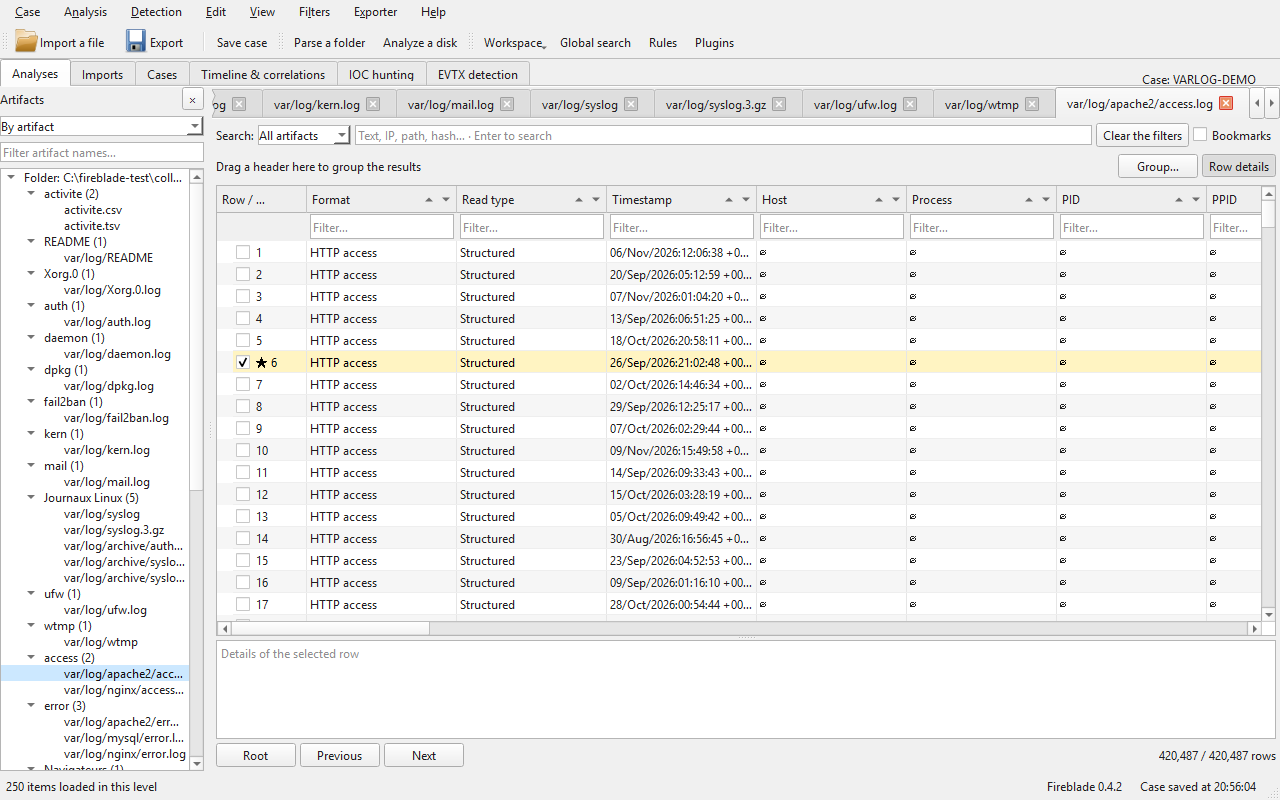 Case Analysis Detection Edit View Filters Exporter Help
Import a file Export Save case Parse a folder Analyze a disk Workspace Global search Rules Plugins
Analyses Imports Cases Timeline & correlations IOC hunting EVTX detection Case: VARLOG-DEMO
Artifacts
By artifact
Filter artifact names...
Folder: C:\fireblade-test\coll...
activite (2)
activite.csv
activite.tsv
README (1)
var/log/README
Xorg.0 (1)
var/log/Xorg.0.log
auth (1)
var/log/auth.log
daemon (1)
var/log/daemon.log
dpkg (1)
var/log/dpkg.log
fail2ban (1)
var/log/fail2ban.log
kern (1)
var/log/kern.log
mail (1)
var/log/mail.log
Journaux Linux (5)
var/log/syslog
var/log/syslog.3.gz
var/log/archive/auth...
var/log/archive/syslo...
var/log/archive/syslo...
ufw (1)
var/log/ufw.log
wtmp (1)
var/log/wtmp
access (2)
var/log/apache2/acc...
var/log/nginx/access...
error (3)
var/log/apache2/err...
var/log/mysql/error.l...
var/log/nginx/error.log
og var/log/kern.log var/log/mail.log var/log/syslog var/log/syslog.3.gz var/log/ufw.log var/log/wtmp var/log/apache2/access.log
Search: All artifacts Text, IP, path, hash... · Enter to search Clear the filters Bookmarks
Drag a header here to group the results Group... Row details
Row / ... Format Read type Timestamp Host Process PID PPID
Filter... Filter... Filter... Filter... Filter... Filter... Filter...
1 HTTP access Structured 06/Nov/2026:12:06:38 +0... ∅ ∅ ∅ ∅
2 HTTP access Structured 20/Sep/2026:05:12:59 +00... ∅ ∅ ∅ ∅
3 HTTP access Structured 07/Nov/2026:01:04:20 +0... ∅ ∅ ∅ ∅
4 HTTP access Structured 13/Sep/2026:06:51:25 +00... ∅ ∅ ∅ ∅
5 HTTP access Structured 18/Oct/2026:20:58:11 +00... ∅ ∅ ∅ ∅
★ 6 HTTP access Structured 26/Sep/2026:21:02:48 +00... ∅ ∅ ∅ ∅
7 HTTP access Structured 02/Oct/2026:14:46:34 +00... ∅ ∅ ∅ ∅
8 HTTP access Structured 29/Sep/2026:12:25:17 +00... ∅ ∅ ∅ ∅
9 HTTP access Structured 07/Oct/2026:02:29:44 +00... ∅ ∅ ∅ ∅
10 HTTP access Structured 09/Nov/2026:15:49:58 +0... ∅ ∅ ∅ ∅
11 HTTP access Structured 14/Sep/2026:09:33:43 +00... ∅ ∅ ∅ ∅
12 HTTP access Structured 15/Oct/2026:03:28:19 +00... ∅ ∅ ∅ ∅
13 HTTP access Structured 05/Oct/2026:09:49:42 +00... ∅ ∅ ∅ ∅
14 HTTP access Structured 30/Aug/2026:16:56:45 +00... ∅ ∅ ∅ ∅
15 HTTP access Structured 23/Sep/2026:04:52:53 +00... ∅ ∅ ∅ ∅
16 HTTP access Structured 09/Sep/2026:01:16:10 +00... ∅ ∅ ∅ ∅
17 HTTP access Structured 28/Oct/2026:00:54:44 +00... ∅ ∅ ∅ ∅
Details of the selected row
Root Previous Next 420,487 / 420,487 rows
250 items loaded in this level Fireblade 0.4.2 Case saved at 20:56:04